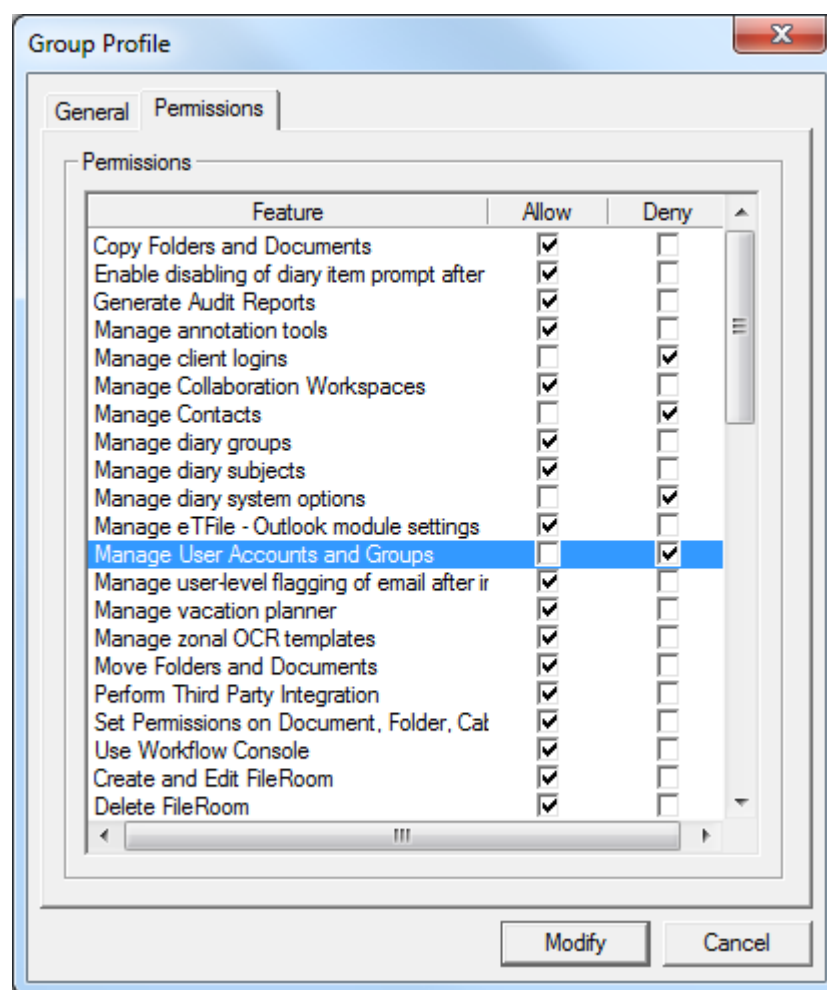 Group Profile
General Permissions
Permissions
Feature Allow Deny
Copy Folders and Documents
Enable disabling of diary item prompt after
Generate Audit Reports
Manage annotation tools
Manage client logins
Manage Collaboration Workspaces
Manage Contacts
Manage diary groups
Manage diary subjects
Manage diary system options
Manage eTFile - Outlook module settings
Manage User Accounts and Groups
Manage user-level flagging of email after ir
Manage vacation planner
Manage zonal OCR templates
Move Folders and Documents
Perform Third Party Integration
Set Permissions on Document, Folder, Cat
Use Workflow Console
Create and Edit FileRoom
Delete FileRoom
Modify Cancel